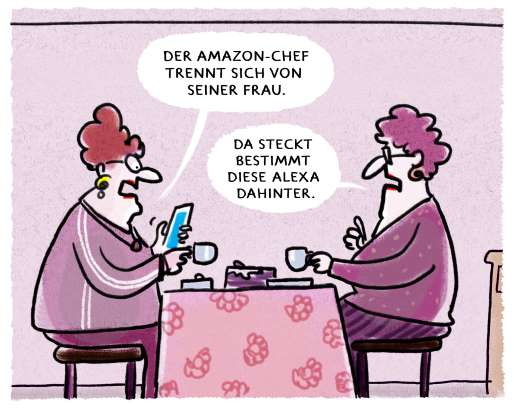 DER AMAZON-CHEF
TRENNT SICH VON
SEINER FRAU.
DA STECKT
BESTIMMT
DIESE ALEXA
DAHINTER.